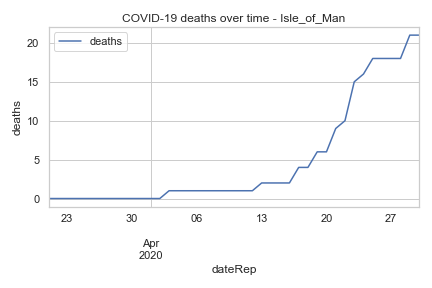 COVID-19 deaths over time - Isle_of_Man
deaths
deaths
20
15
10
5
0
23 30 06 13 20 27
Apr
2020
dateRep